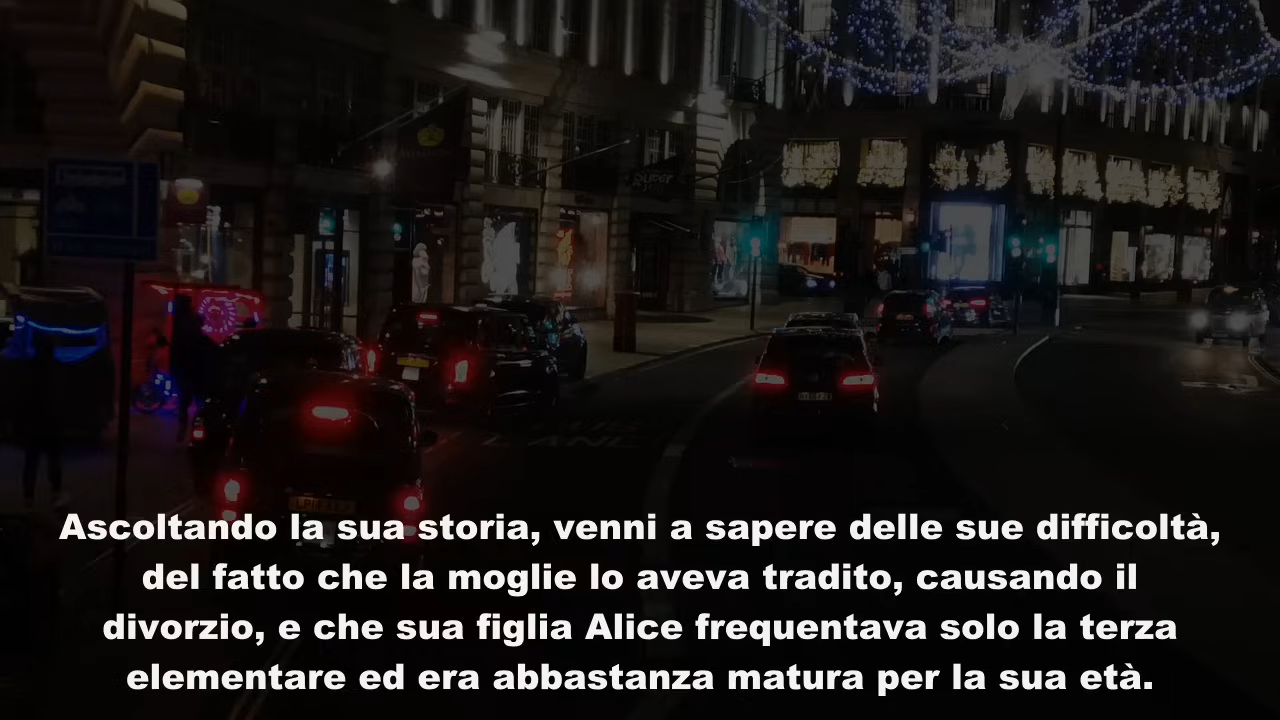 Ascoltando la sua storia, venni a sapere delle sue difficoltà,
del fatto che la moglie lo aveva tradito, causando il
divorzio, e che sua figlia Alice frequentava solo la terza
elementare ed era abbastanza matura per la sua età.